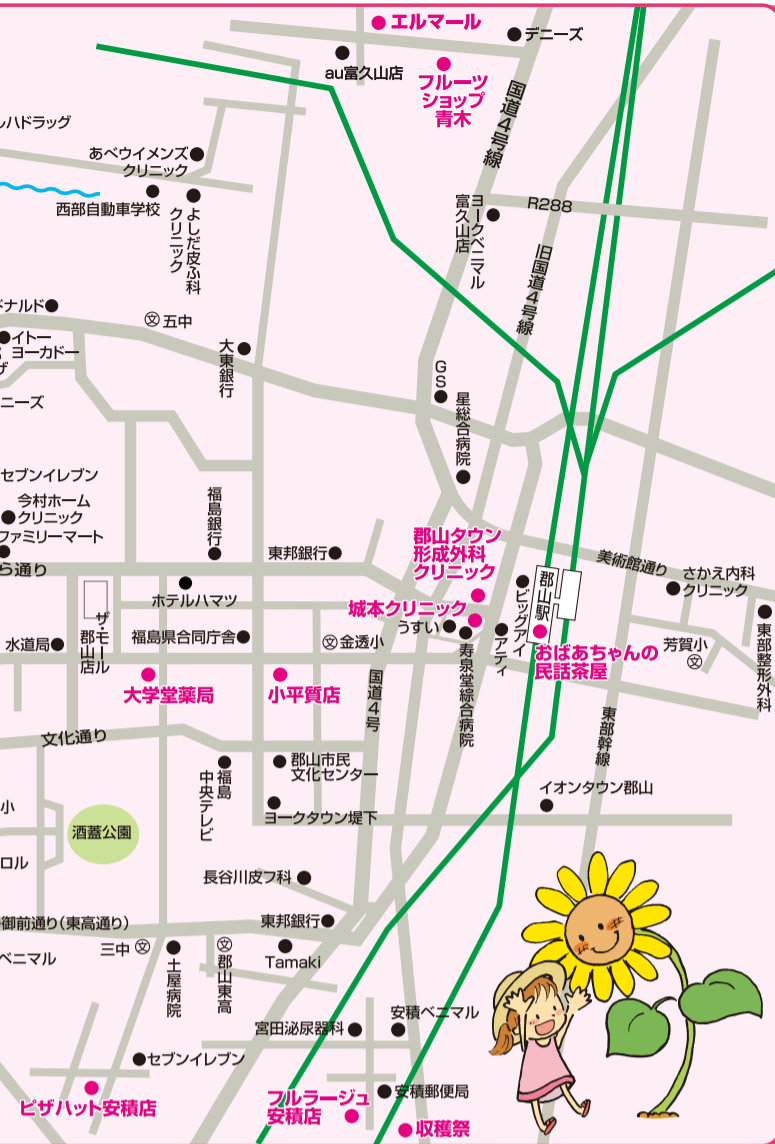 エルマール
デニーズ
au富久山店
フルーツ
ショップ
青木
国道4号線
ルハドラッグ
あべウイメンズ
クリニック
西部自動車学校
よしだ皮ふ科
クリニック
ヨークベニマル
富久山店
R288
旧国道4号線
ドナルド
文 五中
イトー
ヨーカドー
ザ
大東銀行
GS
星総合病院
ニーズ
セブンイレブン
今村ホーム
クリニック
ファミリーマート
福島銀行
東邦銀行
郡山タウン
形成外科
クリニック
美術館通り
さかえ内科
クリニック
ら通り
ホテルハマツ
郡山駅
ビッグアイ
城本クリニック
うすい
ザ・モール
郡山店
水道局
福島県合同庁舎
文 金透小
アティ
寿泉堂綜合病院
おばあちゃんの
民話茶屋
芳賀小
文
東部整形外科
大学堂薬局
小平質店
国道4号
東部幹線
文化通り
福島
中央テレビ
郡山市民
文化センター
ヨークタウン堤下
イオンタウン郡山
小
酒蓋公園
ロル
長谷川皮フ科
御前通り(東高通り)
東邦銀行
ベニマル
三中 文
土屋病院
文 郡山東高
Tamaki
宮田泌尿器科
安積ベニマル
セブンイレブン
ピザハット安積店
フルラージュ
安積店
安積郵便局
収穫祭